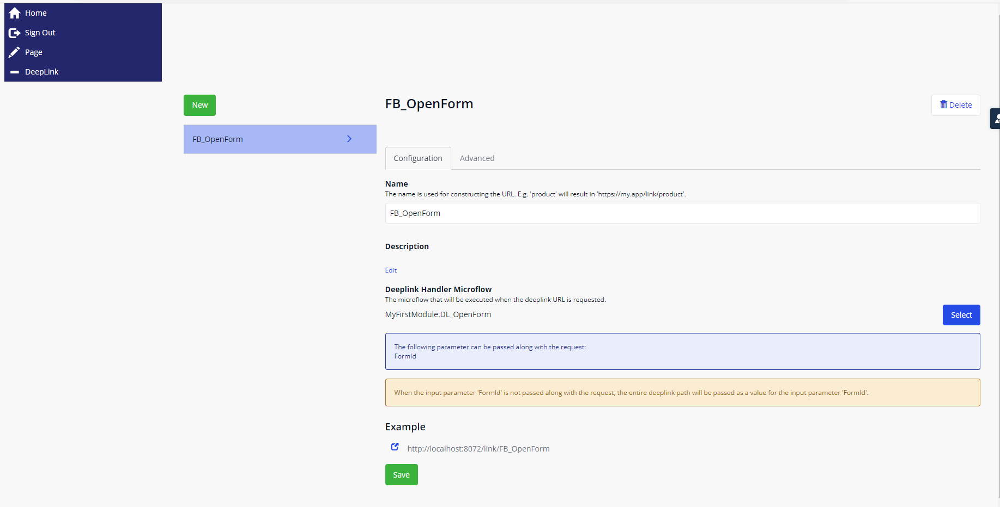 Home
Sign Out
Page
DeepLink
New
FB_OpenForm
FB_OpenForm
Delete
Configuration
Advanced
Name
The name is used for constructing the URL. E.g. 'product' will result in 'https://my.app/link/product'.
FB_OpenForm
Description
Edit
Deeplink Handler Microflow
The microflow that will be executed when the deeplink URL is requested.
MyFirstModule.DL_OpenForm
Select
The following parameter can be passed along with the request:
FormId
When the input parameter 'FormId' is not passed along with the request, the entire deeplink path will be passed as a value for the input parameter 'FormId'.
Example
http://localhost:8072/link/FB_OpenForm
Save